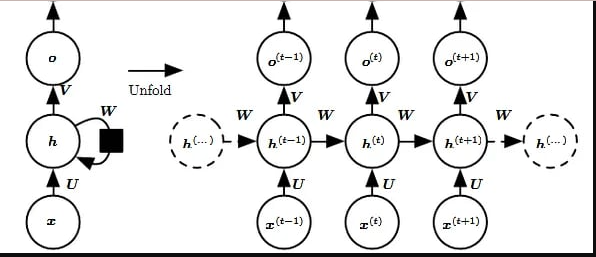 o o^(t−1) o^(t) o^(t+1)
V Unfold V V V
W W W W W
h h^(...) h^(t−1) h^(t) h^(t+1) h^(...)
U U U U
x x^(t−1) x^(t) x^(t+1)